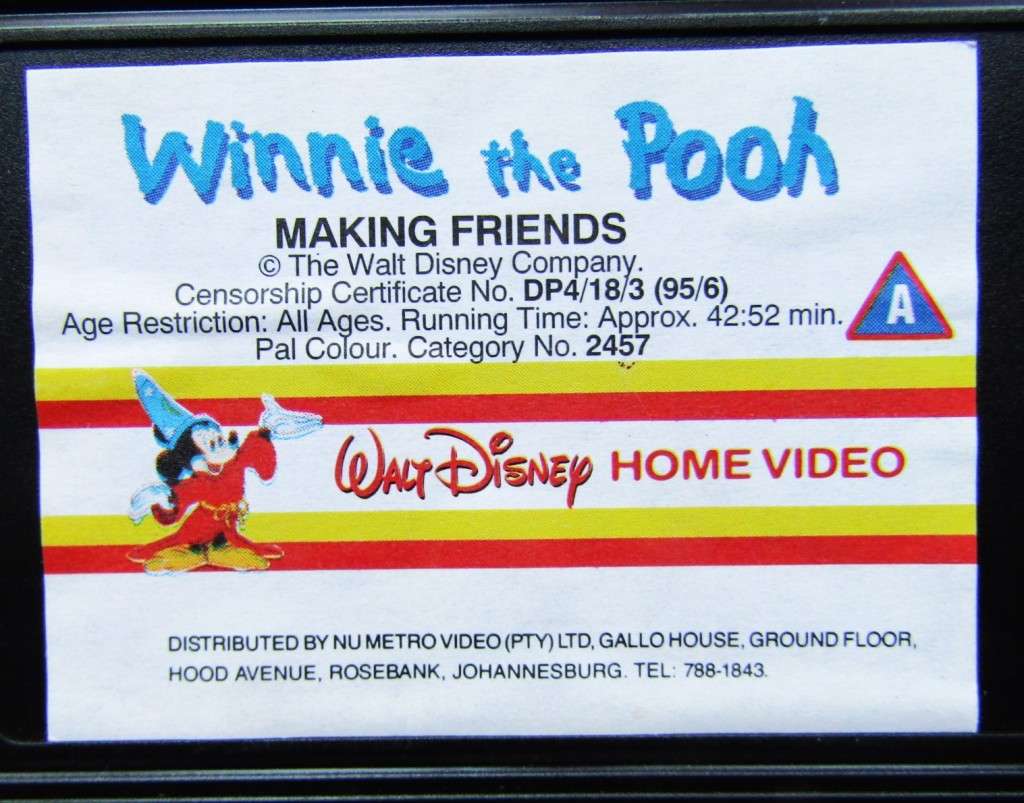 Winnie the Pooh
MAKING FRIENDS
© The Walt Disney Company.
Censorship Certificate No. DP4/18/3 (95/6)
Age Restriction: All Ages. Running Time: Approx. 42:52 min.
A
Pal Colour. Category No. 2457
WALT DISNEY HOME VIDEO
DISTRIBUTED BY NU METRO VIDEO (PTY) LTD, GALLO HOUSE, GROUND FLOOR,
HOOD AVENUE, ROSEBANK, JOHANNESBURG. TEL: 788-1843.